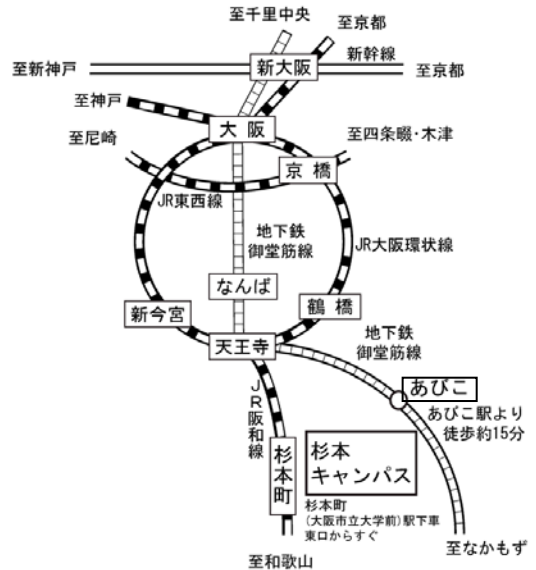 至千里中央
至京都
新幹線
至新神戸
新大阪
至京都
至神戸
大阪
至尼崎
至四条畷・木津
京橋
JR東西線
地下鉄
御堂筋線
JR大阪環状線
なんば
新今宮
鶴橋
天王寺
地下鉄
御堂筋線
あびこ
あびこ駅より
徒歩約15分
JR阪和線
杉本町
杉本
キャンパス
杉本町
(大阪市立大学前)駅下車
東口からすぐ
至なかもず
至和歌山